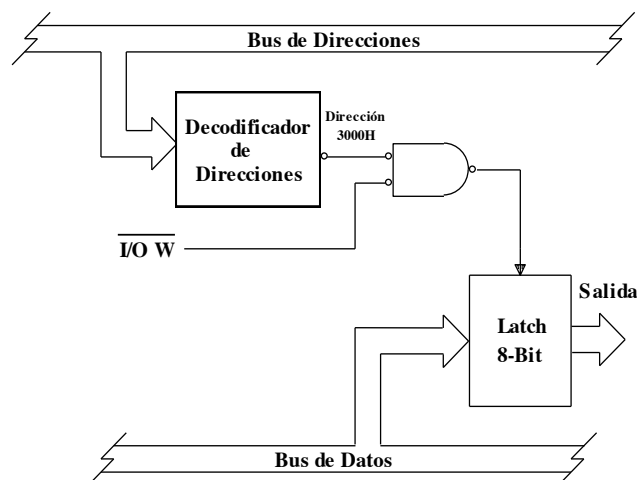 Bus de Direcciones
Decodificador
de
Direcciones
Dirección
3000H
I/O W
Salida
Latch
8-Bit
Bus de Datos